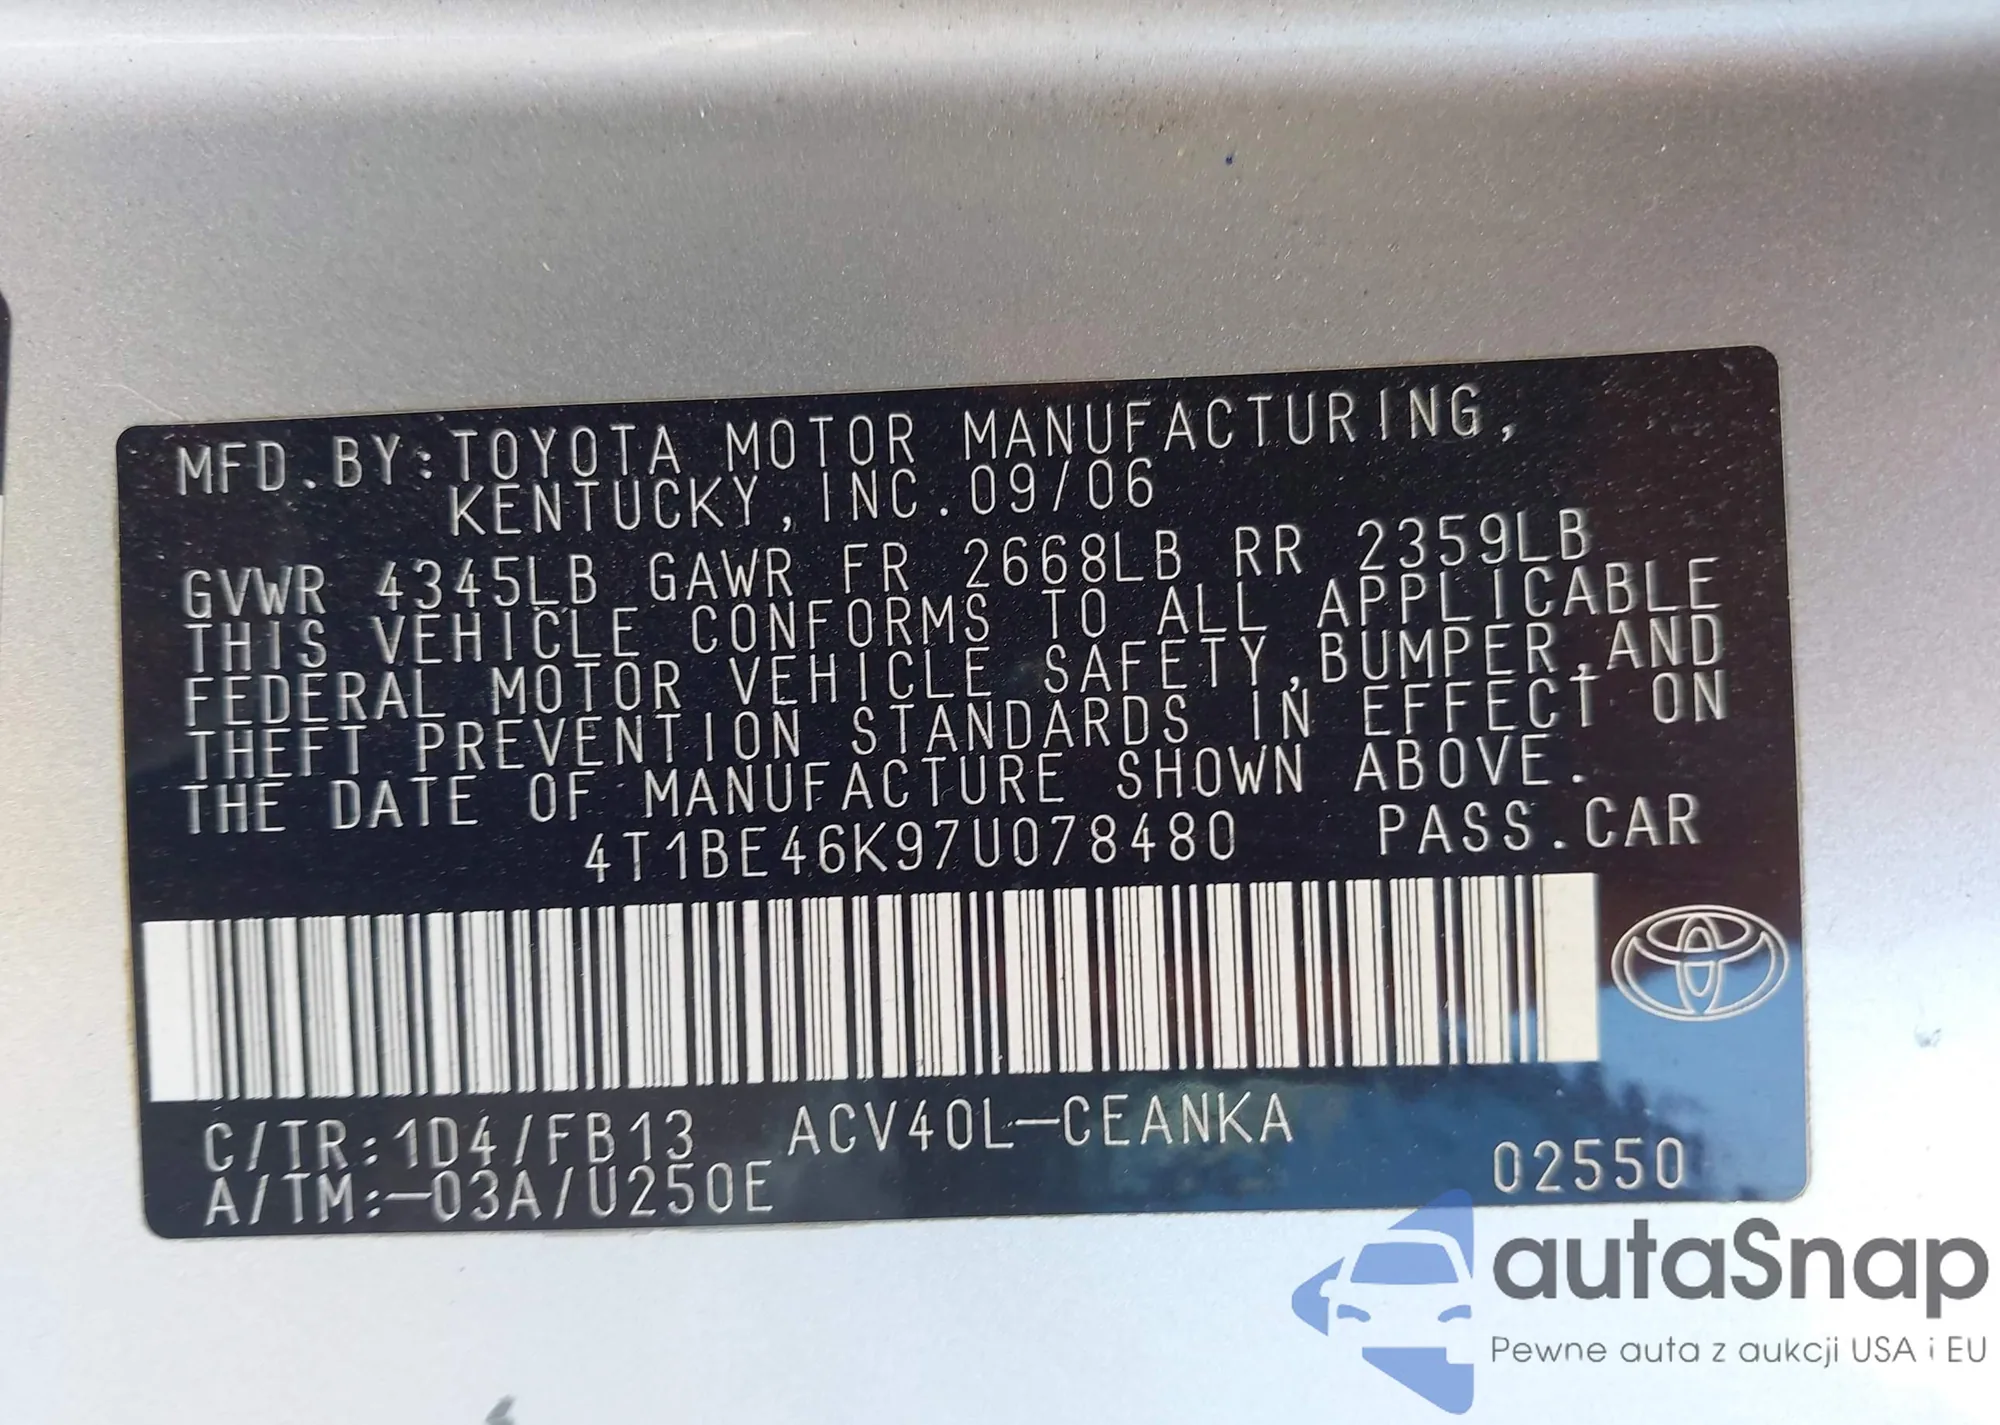 MFD.BY:TOYOTA MOTOR MANUFACTURING,
KENTUCKY,INC.09/06
GVWR 4345LB GAWR FR 2668LB RR 2359LB
THIS VEHICLE CONFORMS TO ALL APPLICABLE
FEDERAL MOTOR VEHICLE SAFETY,BUMPER,AND
THEFT PREVENTION STANDARDS IN EFFECT ON
THE DATE OF MANUFACTURE SHOWN ABOVE.
4T1BE46K97U078480 PASS.CAR
C/TR:1D4/FB13 ACV40L-CEANKA
A/TM:-03A/U250E 02550
autaSnap
Pewne auta z aukcji USA i EU